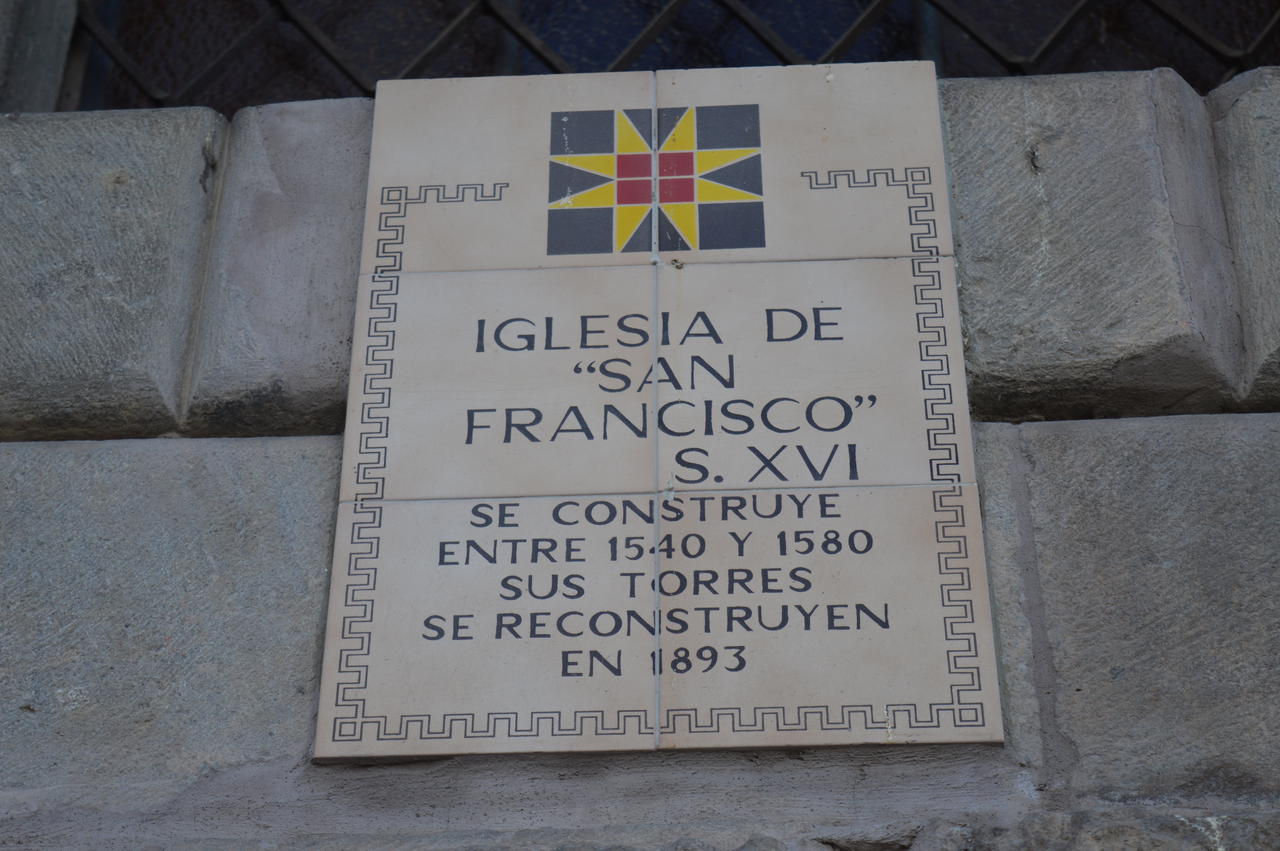 IGLESIA DE
“SAN
FRANCISCO”
S. XVI
SE CONSTRUYE
ENTRE 1540 Y 1580
SUS TORRES
SE RECONSTRUYEN
EN 1893